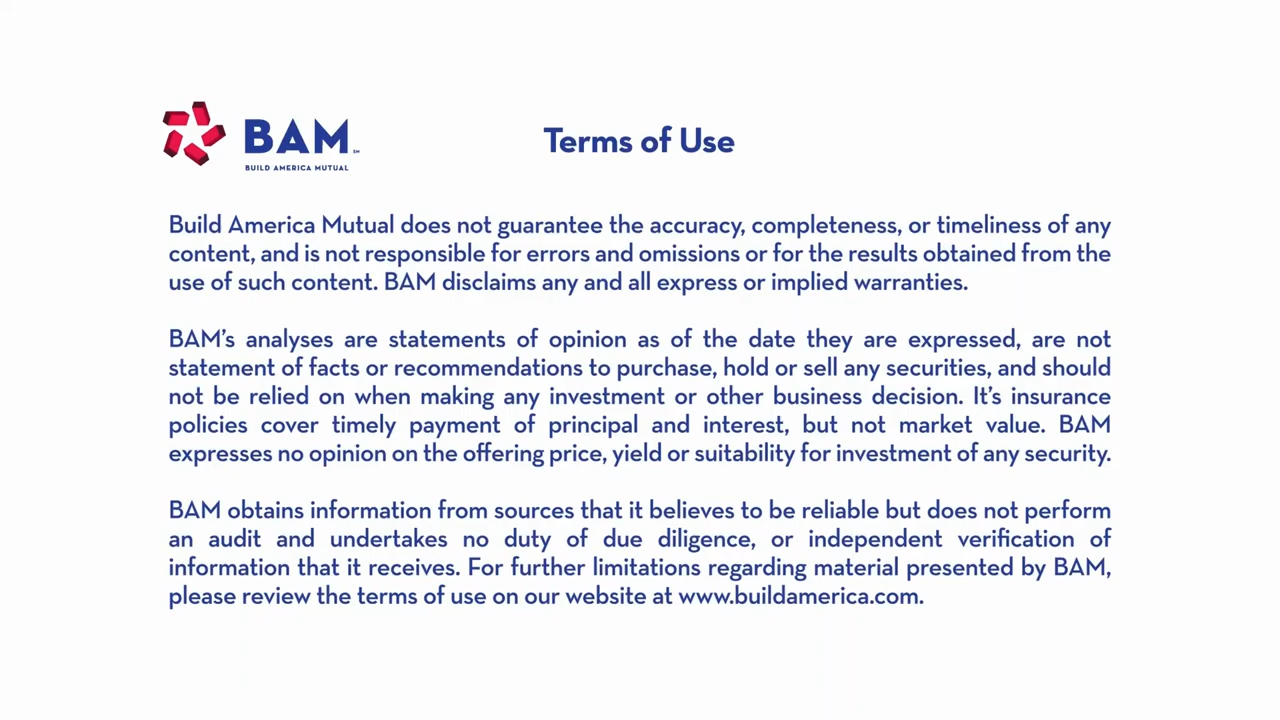 BAM
SM
BUILD AMERICA MUTUAL
Terms of Use
Build America Mutual does not guarantee the accuracy, completeness, or timeliness of any
content, and is not responsible for errors and omissions or for the results obtained from the
use of such content. BAM disclaims any and all express or implied warranties.
BAM’s analyses are statements of opinion as of the date they are expressed, are not
statement of facts or recommendations to purchase, hold or sell any securities, and should
not be relied on when making any investment or other business decision. It’s insurance
policies cover timely payment of principal and interest, but not market value. BAM
expresses no opinion on the offering price, yield or suitability for investment of any security.
BAM obtains information from sources that it believes to be reliable but does not perform
an audit and undertakes no duty of due diligence, or independent verification of
information that it receives. For further limitations regarding material presented by BAM,
please review the terms of use on our website at www.buildamerica.com.